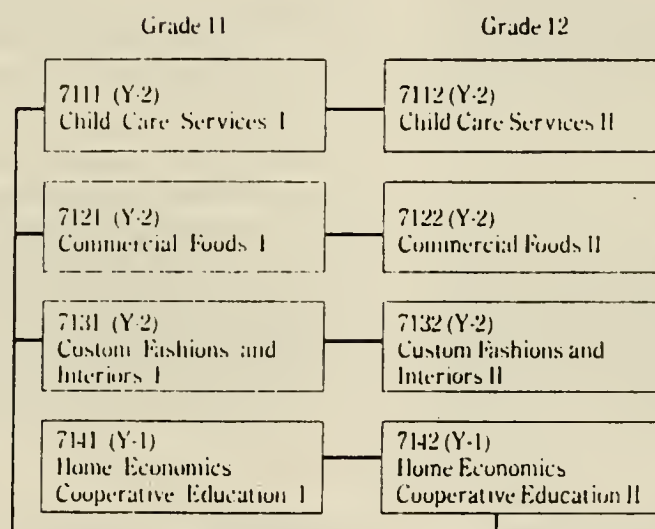 Grade 11
Grade 12
7111 (Y-2)
Child Care Services I
7112 (Y-2)
Child Care Services II
7121 (Y-2)
Commercial Foods I
7122 (Y-2)
Commercial Foods II
7131 (Y-2)
Custom Fashions and
Interiors I
7132 (Y-2)
Custom Fashions and
Interiors II
7141 (Y-1)
Home Economics
Cooperative Education I
7142 (Y-1)
Home Economics
Cooperative Education II